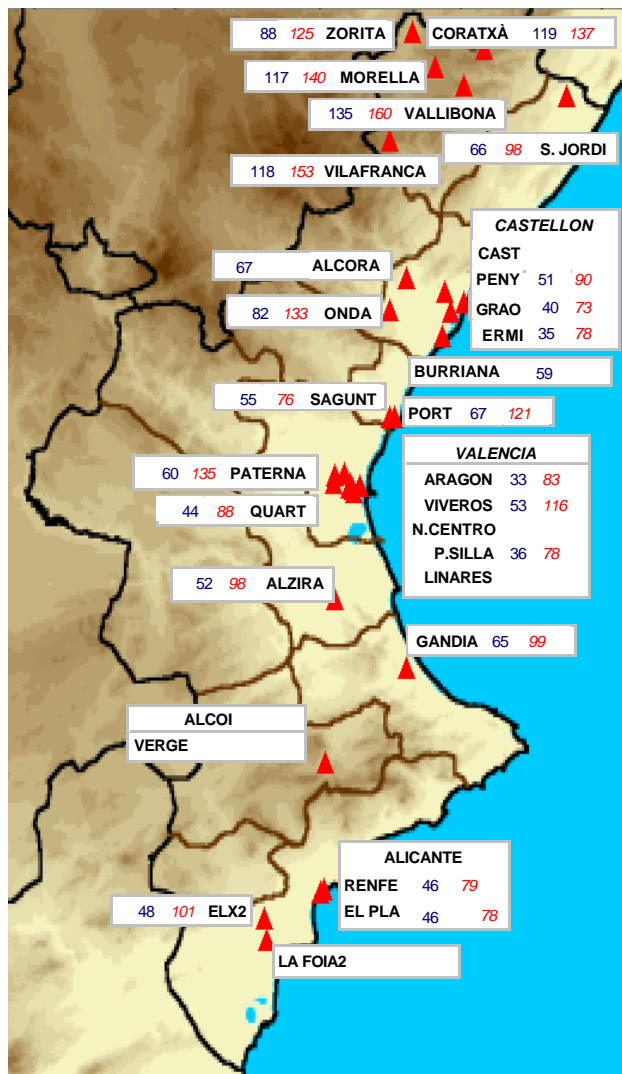 88 125 ZORITA
CORATXÀ 119 137
117 140 MORELLA
135 160 VALLIBONA
66 98 S. JORDI
118 153 VILAFRANCA
CASTELLON
CAST
PENY 51 90
GRAO 40 73
ERMI 35 78
67 ALCORA
82 133 ONDA
BURRIANA 59
55 76 SAGUNT
PORT 67 121
VALENCIA
ARAGON 33 83
VIVEROS 53 116
N.CENTRO
P.SILLA 36 78
LINARES
60 135 PATERNA
44 88 QUART
52 98 ALZIRA
GANDIA 65 99
ALCOI
VERGE
ALICANTE
RENFE 46 79
EL PLA 46 78
48 101 ELX2
LA FOIA2